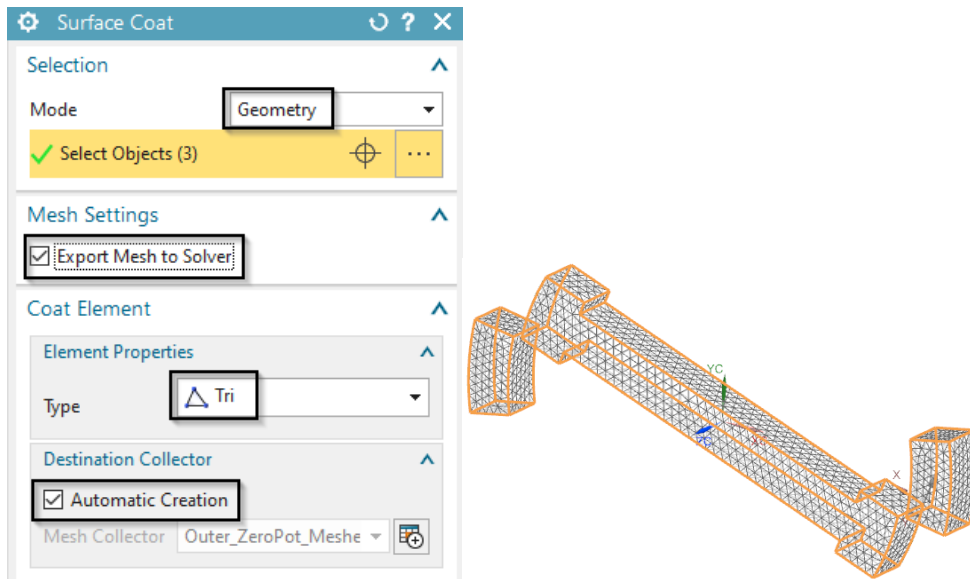 Surface Coat
Selection
Mode Geometry
Select Objects (3)
Mesh Settings
Export Mesh to Solver
Coat Element
Element Properties
Type Tri
Destination Collector
Automatic Creation
Mesh Collector Outer_ZeroPot_Meshe
YC
X